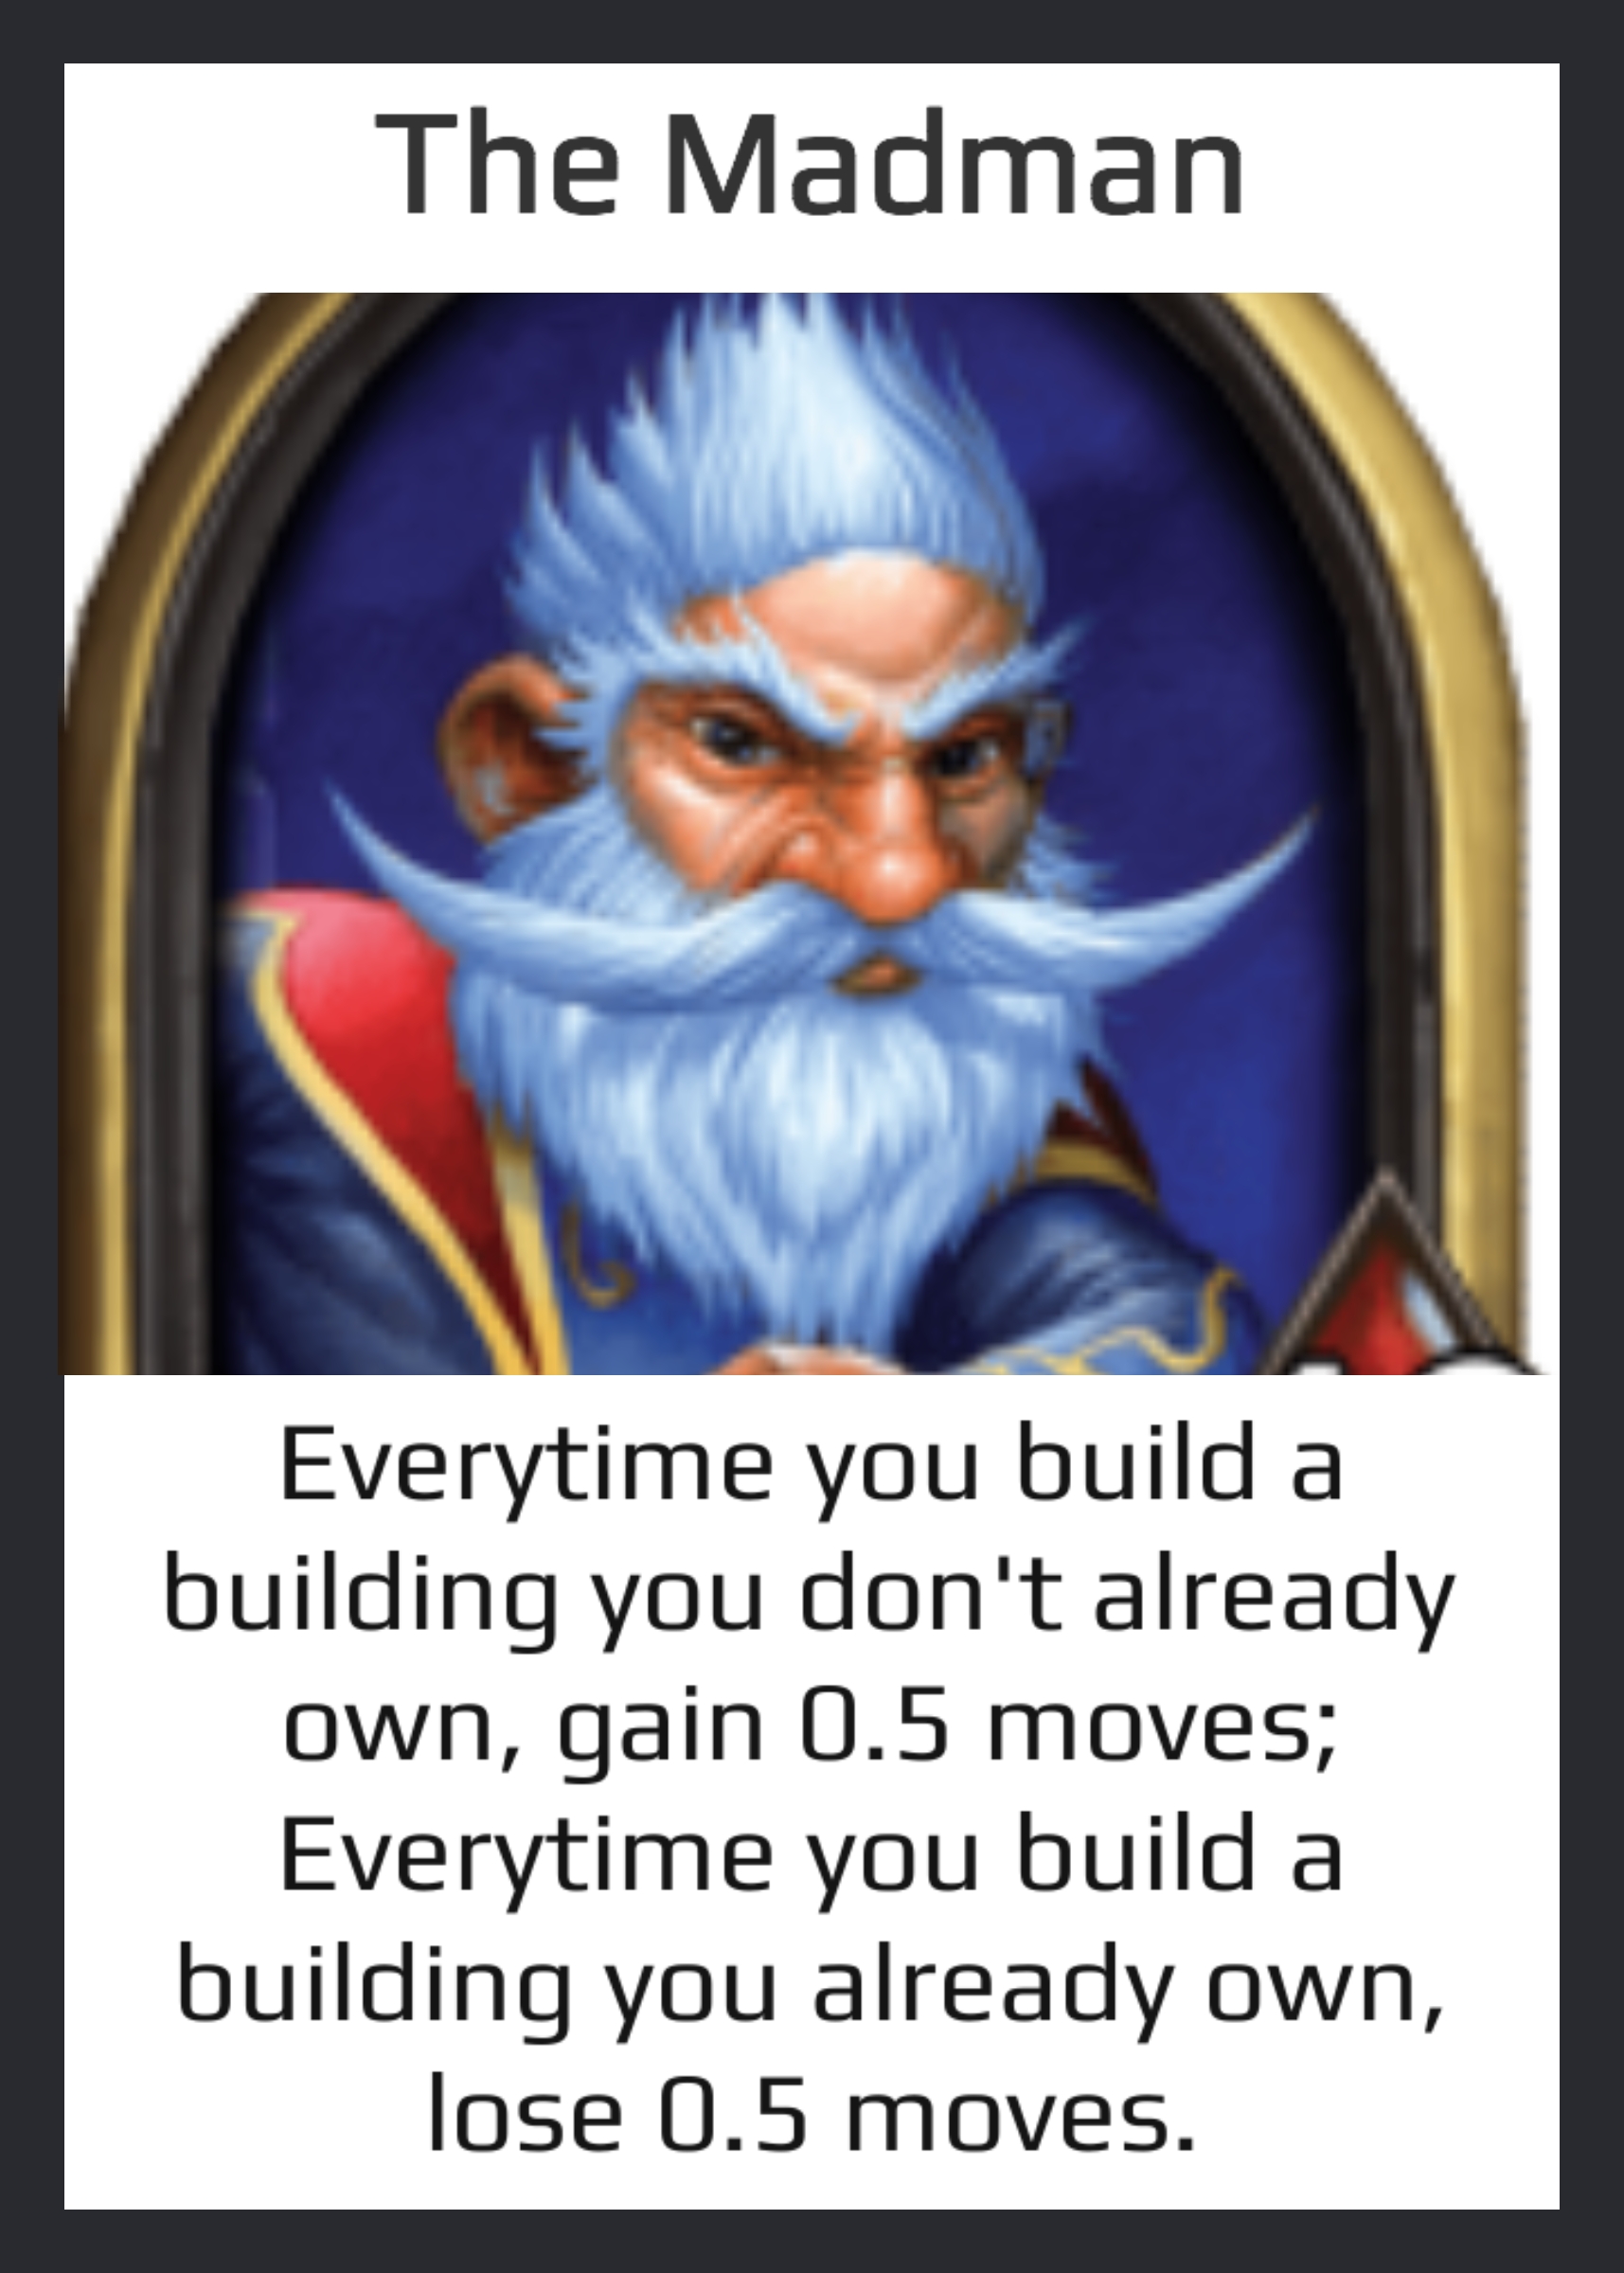 The Madman
Everytime you build a
building you don't already
own, gain 0.5 moves;
Everytime you build a
building you already own,
lose 0.5 moves.